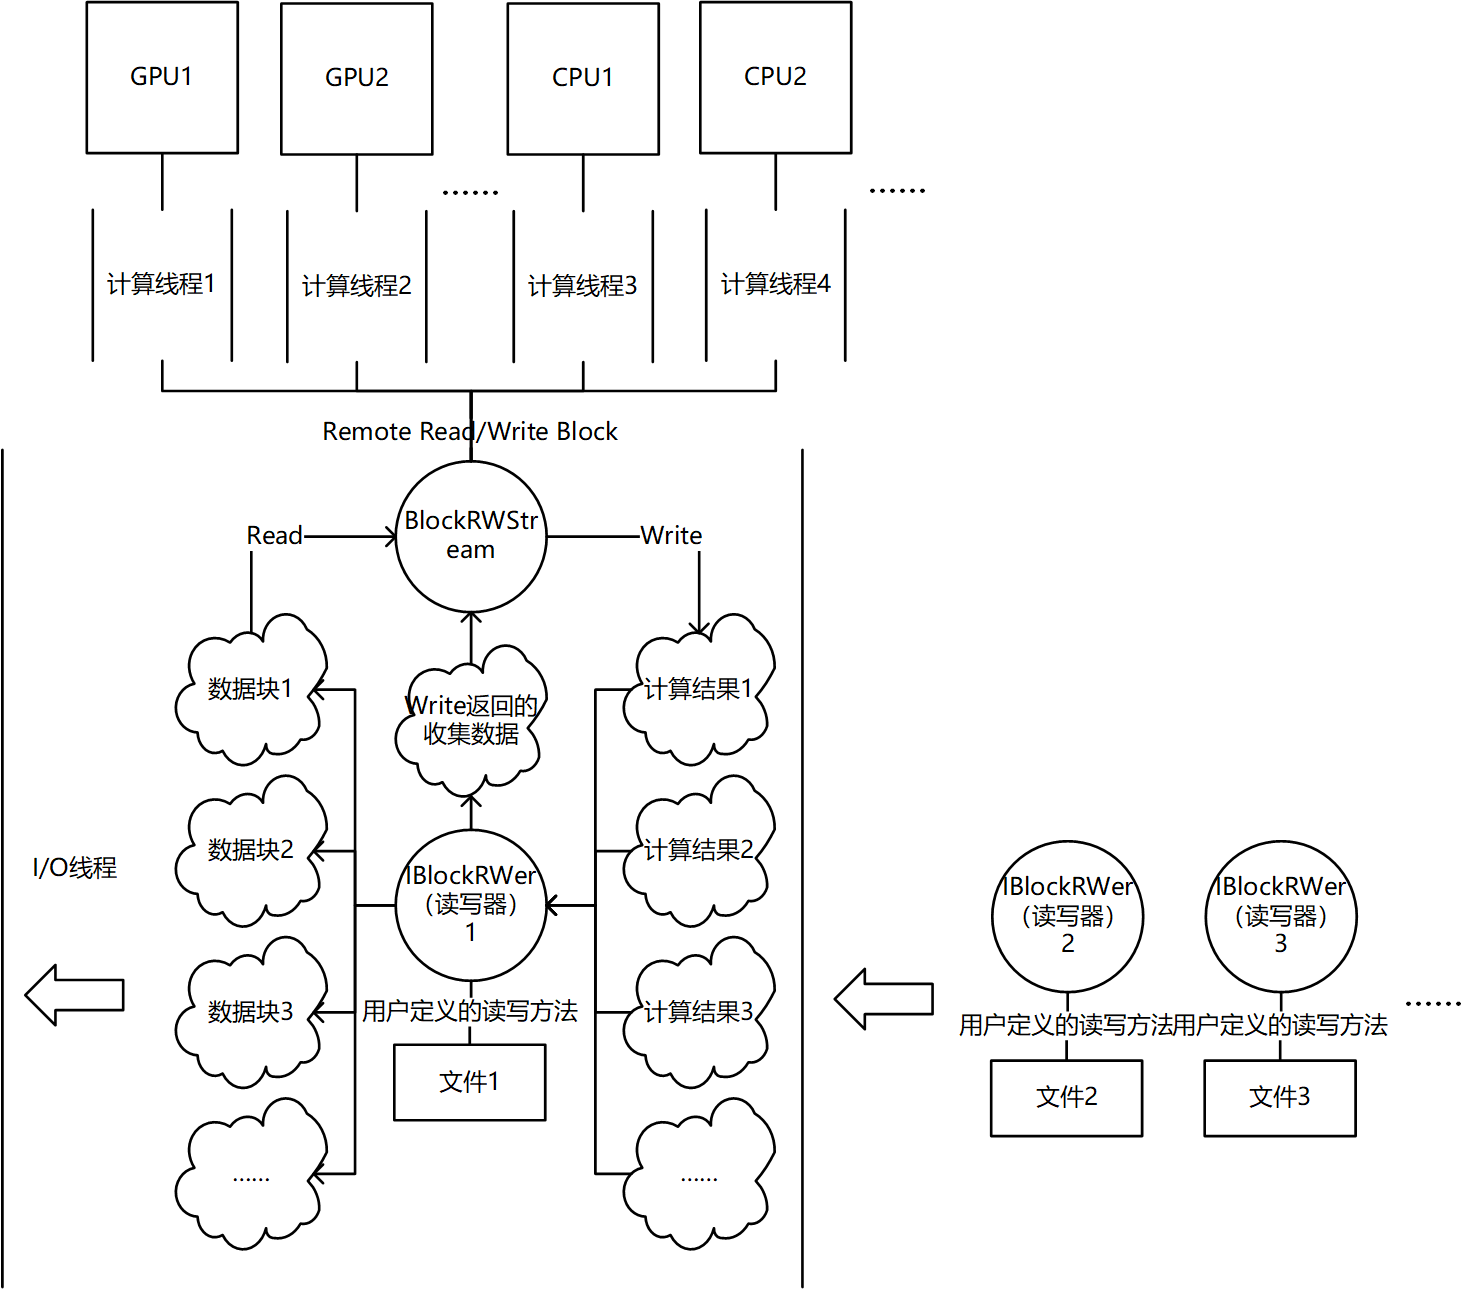 GPU1
GPU2
CPU1
CPU2
......
......
计算线程1
计算线程2
计算线程3
计算线程4
Remote Read/Write Block
BlockRWStr
eam
Read
Write
数据块1
Write返回的
收集数据
计算结果1
数据块2
计算结果2
I/O线程
IBlockRWer
（读写器）
1
IBlockRWer
（读写器）
2
IBlockRWer
（读写器）
3
数据块3
用户定义的读写方法
计算结果3
用户定义的读写方法
用户定义的读写方法
......
文件1
文件2
文件3
......
......